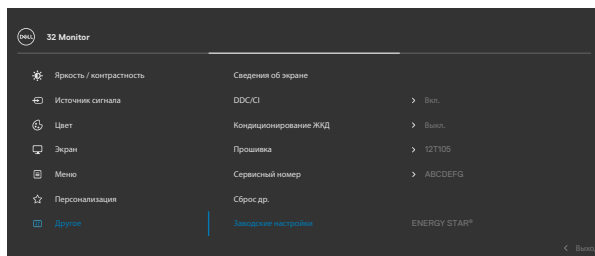 DELL 32 Monitor
Яркость / контрастность Сведения об экране
Источник сигнала DDC/CI Вкл.
Цвет Кондиционирование ЖКД Выкл.
Экран Прошивка 12T105
Меню Сервисный номер ABCDEFG
Персонализация Сброс др.
Другое Заводские настройки ENERGY STAR®
Выхо